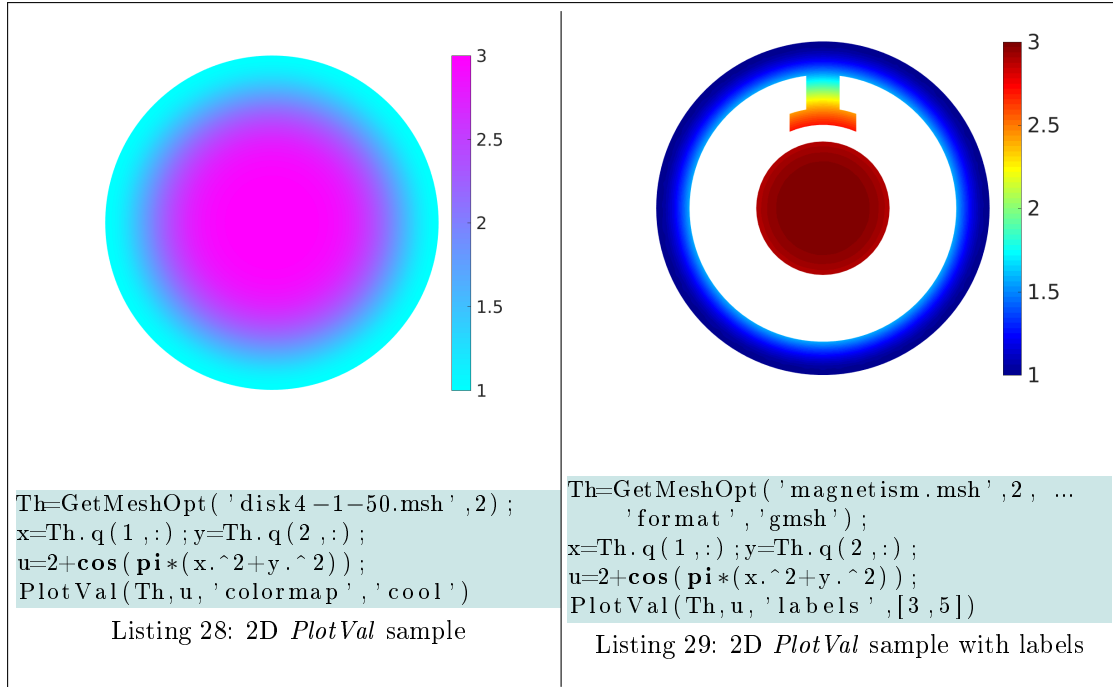 3
2.5
2
1.5
1
Th=GetMeshOpt('disk4-1-50.msh',2);
x=Th.q(1,:);y=Th.q(2,:);
u=2+cos(pi*(x.^2+y.^2));
PlotVal(Th,u,'colormap','cool')
Listing 28: 2D PlotVal sample
3
2.5
2
1.5
1
Th=GetMeshOpt('magnetism.msh',2, ...
'format','gmsh');
x=Th.q(1,:);y=Th.q(2,:);
u=2+cos(pi*(x.^2+y.^2));
PlotVal(Th,u,'labels',[3,5])
Listing 29: 2D PlotVal sample with labels